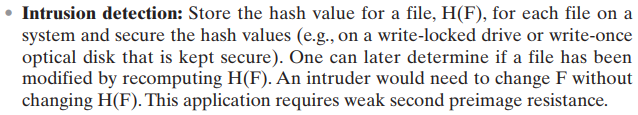 • Intrusion detection: Store the hash value for a file, H(F), for each file on a
system and secure the hash values (e.g., on a write-locked drive or write-once
optical disk that is kept secure). One can later determine if a file has been
modified by recomputing H(F). An intruder would need to change F without
changing H(F). This application requires weak second preimage resistance.